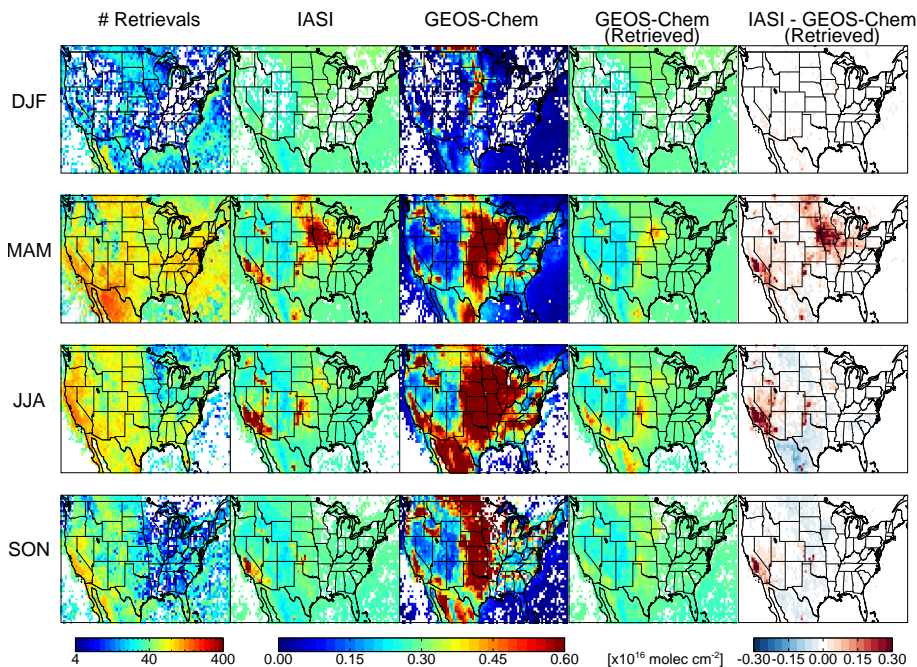 # Retrievals IASI GEOS-Chem GEOS-Chem (Retrieved) IASI - GEOS-Chem (Retrieved)
DJF
MAM
JJA
SON
4 40 400 0.00 0.15 0.30 0.45 0.60 [x10¹⁶ molec cm⁻²] -0.30 -0.15 0.00 0.15 0.30